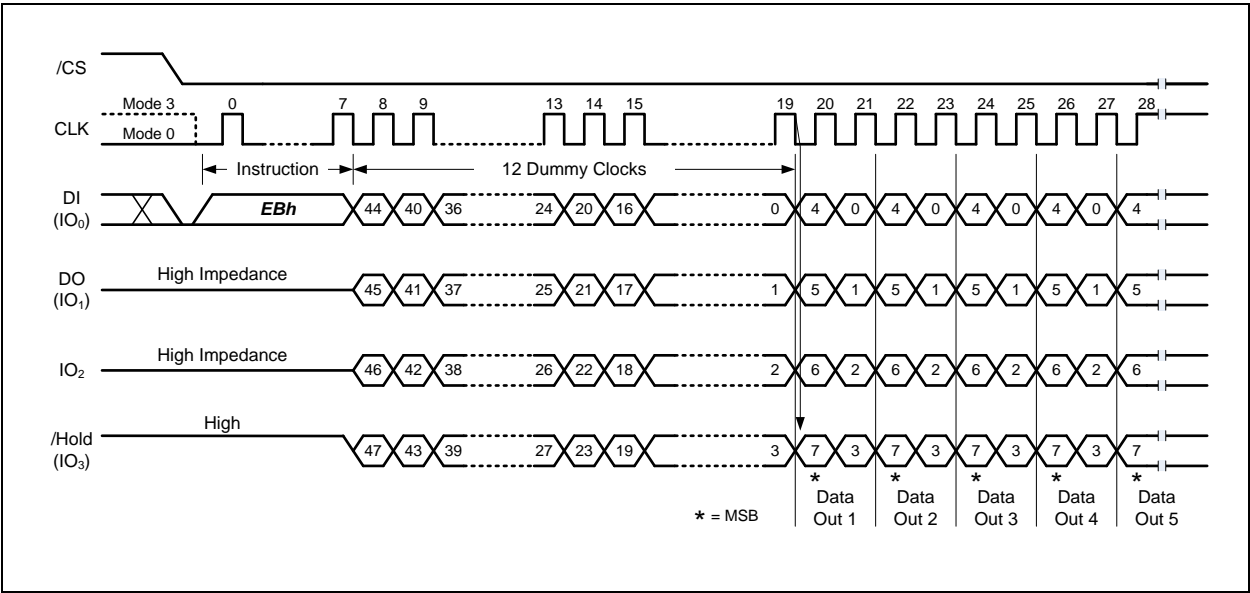 /CS
Mode 3 0 7 8 9 13 14 15 19 20 21 22 23 24 25 26 27 28
CLK
Mode 0
Instruction 12 Dummy Clocks
DI
(IO₀)
EBh 44 40 36 24 20 16 0 4 0 4 0 4 0 4 0 4
DO
(IO₁)
High Impedance
45 41 37 25 21 17 1 5 1 5 1 5 1 5 1 5
High Impedance
IO₂ 46 42 38 26 22 18 2 6 2 6 2 6 2 6 2 6
High
/Hold
(IO₃)
47 43 39 27 23 19 3 7 3 7 3 7 3 7 3 7
* * * * *
* = MSB
Data Data Data Data Data
Out 1 Out 2 Out 3 Out 4 Out 5